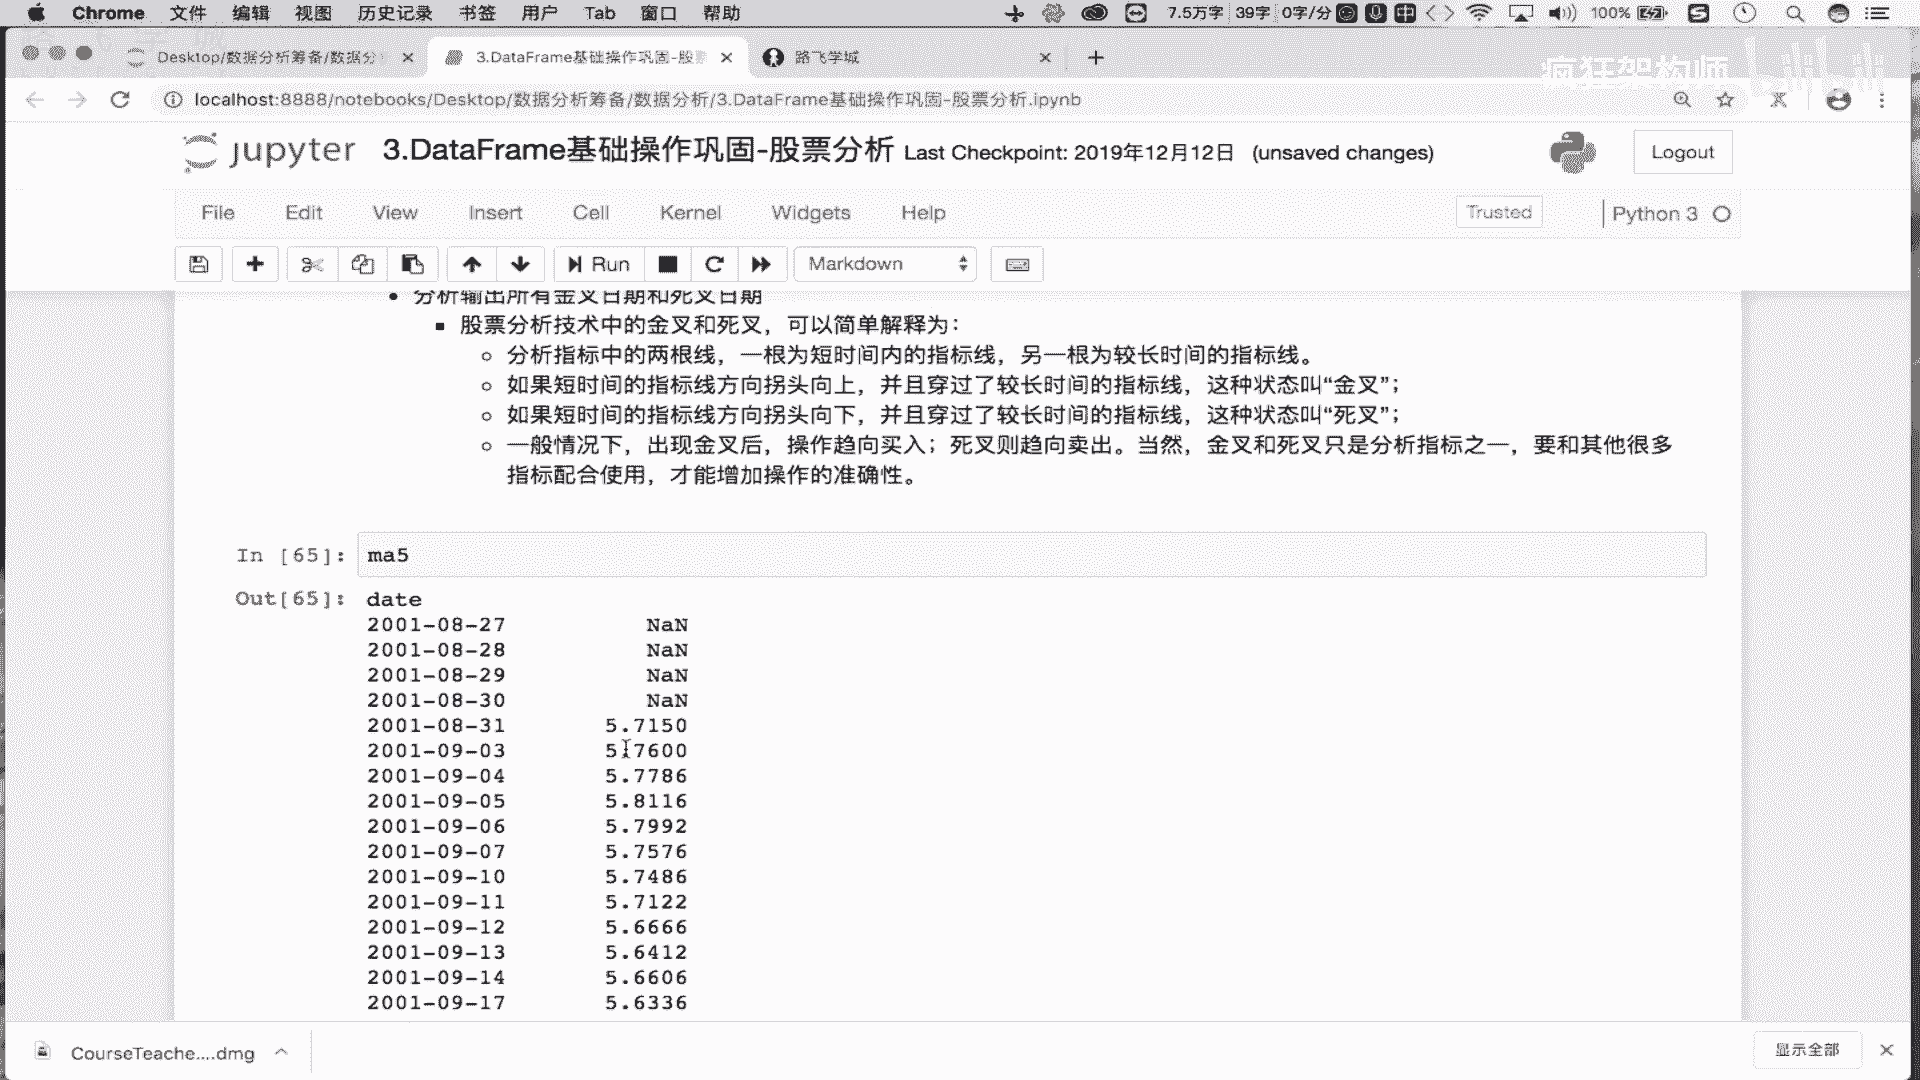 Chrome 文件 编辑 视图 历史记录 书签 用户 Tab 窗口 帮助 7.5万字 39字 0字/分 中 100%
Desktop/数据分析筹备/数据分 3.DataFrame基础操作巩固-股票 路飞学城
疯狂架构师 bilibili
localhost:8888/notebooks/Desktop/数据分析筹备/数据分析/3.DataFrame基础操作巩固-股票分析.ipynb
jupyter 3.DataFrame基础操作巩固-股票分析 Last Checkpoint: 2019年12月12日 (unsaved changes) Logout
File Edit View Insert Cell Kernel Widgets Help Trusted Python 3
Run Markdown
• 分析输出所有金叉日期和死叉日期
▪ 股票分析技术中的金叉和死叉，可以简单解释为：
○ 分析指标中的两根线，一根为短时间内的指标线，另一根为较长时间的指标线。
○ 如果短时间的指标线方向拐头向上，并且穿过了较长时间的指标线，这种状态叫“金叉”；
○ 如果短时间的指标线方向拐头向下，并且穿过了较长时间的指标线，这种状态叫“死叉”；
○ 一般情况下，出现金叉后，操作趋向买入；死叉则趋向卖出。当然，金叉和死叉只是分析指标之一，要和其他很多
指标配合使用，才能增加操作的准确性。
In [65]: ma5
Out[65]: date
2001-08-27 NaN
2001-08-28 NaN
2001-08-29 NaN
2001-08-30 NaN
2001-08-31 5.7150
2001-09-03 5.7600
2001-09-04 5.7786
2001-09-05 5.8116
2001-09-06 5.7992
2001-09-07 5.7576
2001-09-10 5.7486
2001-09-11 5.7122
2001-09-12 5.6666
2001-09-13 5.6412
2001-09-14 5.6606
2001-09-17 5.6336
CourseTeache....dmg 显示全部